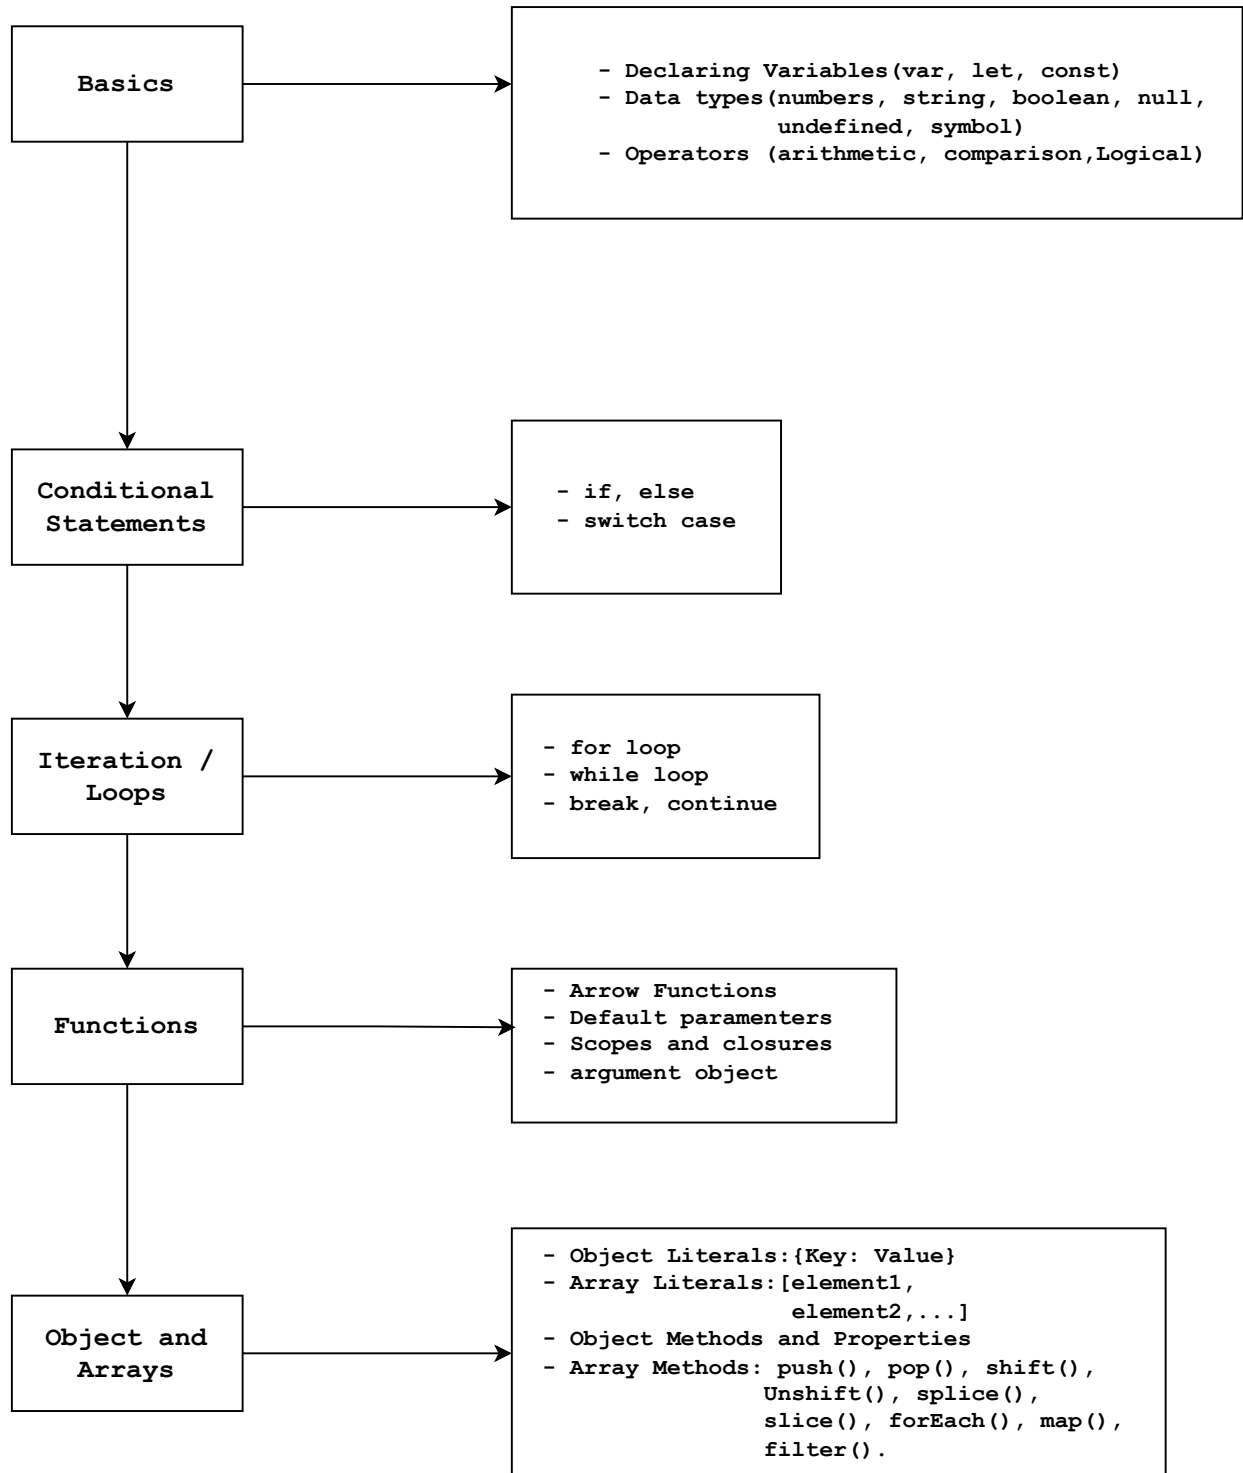 Basics
- Declaring Variables(var, let, const)
- Data types(numbers, string, boolean, null,
undefined, symbol)
- Operators (arithmetic, comparison,Logical)
Conditional
Statements
- if, else
- switch case
Iteration /
Loops
- for loop
- while loop
- break, continue
Functions
- Arrow Functions
- Default paramenters
- Scopes and closures
- argument object
Object and
Arrays
- Object Literals:{Key: Value}
- Array Literals:[element1,
element2,...]
- Object Methods and Properties
- Array Methods: push(), pop(), shift(),
Unshift(), splice(),
slice(), forEach(), map(),
filter().